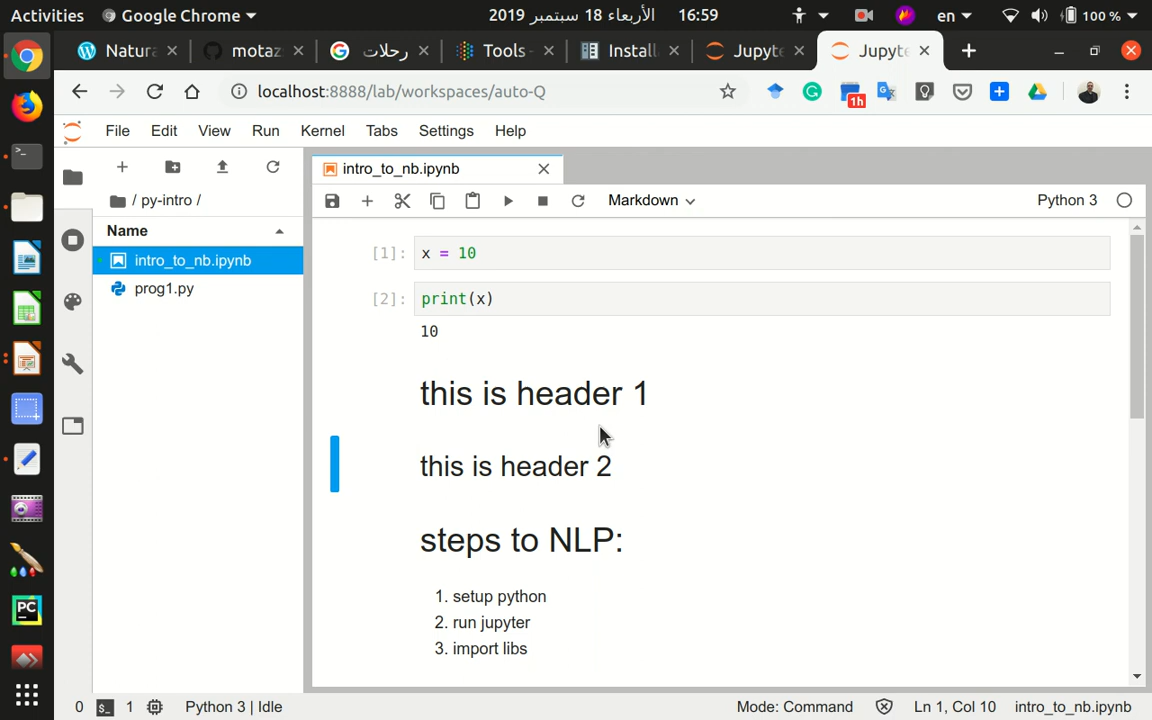 Activities Google Chrome الأربعاء 18 سبتمبر 2019 16:59 en 100 %
Natura motaz رحلات Tools Install Jupyte Jupyte
localhost:8888/lab/workspaces/auto-Q 1h
File Edit View Run Kernel Tabs Settings Help
intro_to_nb.ipynb
/ py-intro /
Markdown Python 3
Name
intro_to_nb.ipynb
prog1.py
[1]: x = 10
[2]: print(x)
10
this is header 1
this is header 2
steps to NLP:
1. setup python
2. run jupyter
3. import libs
PC
0 1 Python 3 | Idle Mode: Command Ln 1, Col 10 intro_to_nb.ipynb